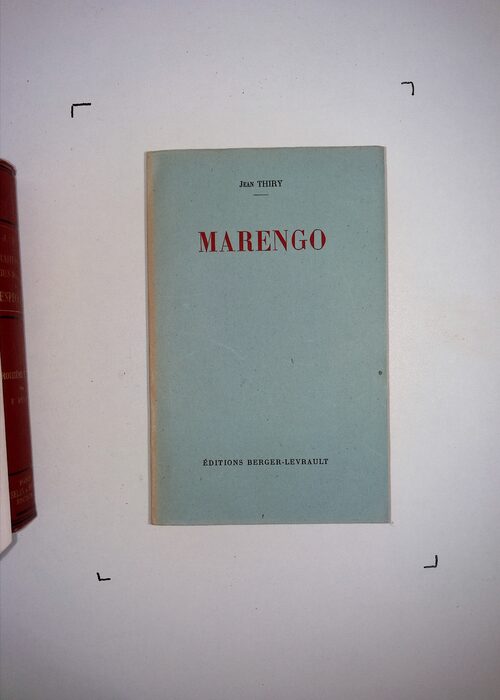 Jean THIRY
MARENGO
ÉDITIONS BERGER-LEVRAULT